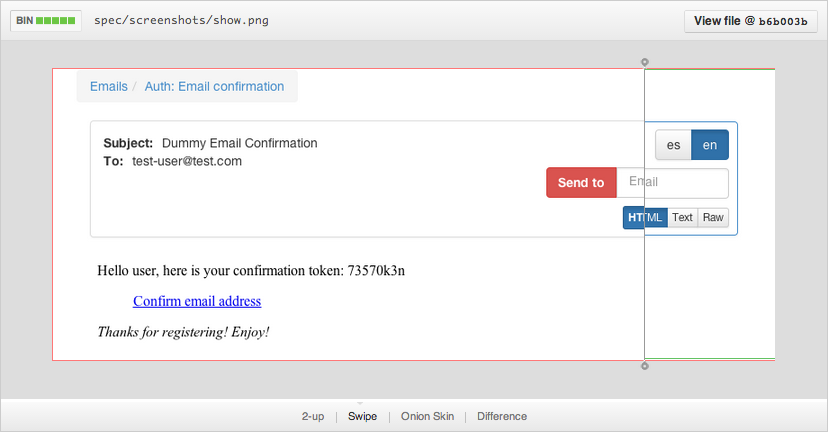 BIN spec/screenshots/show.png View file @ b6b003b
Emails / Auth: Email confirmation
Subject: Dummy Email Confirmation
es en
To: test-user@test.com
Send to Email
HTML Text Raw
Hello user, here is your confirmation token: 73570k3n
Confirm email address
Thanks for registering! Enjoy!
2-up | Swipe | Onion Skin | Difference